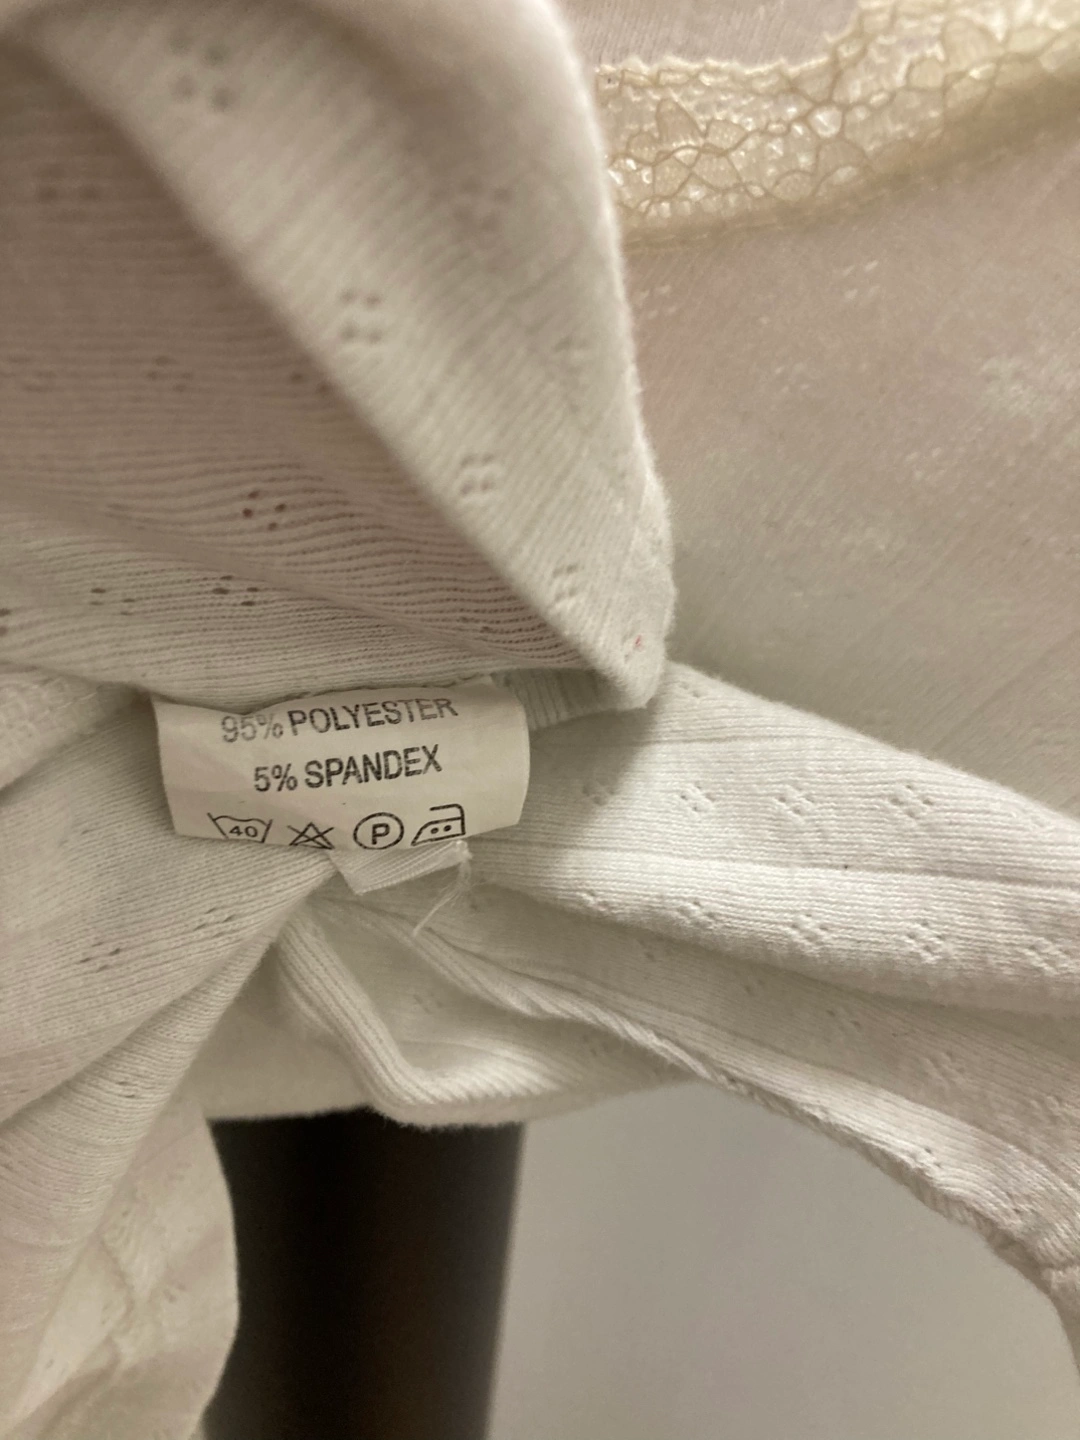 95% POLYESTER
5% SPANDEX
40 P